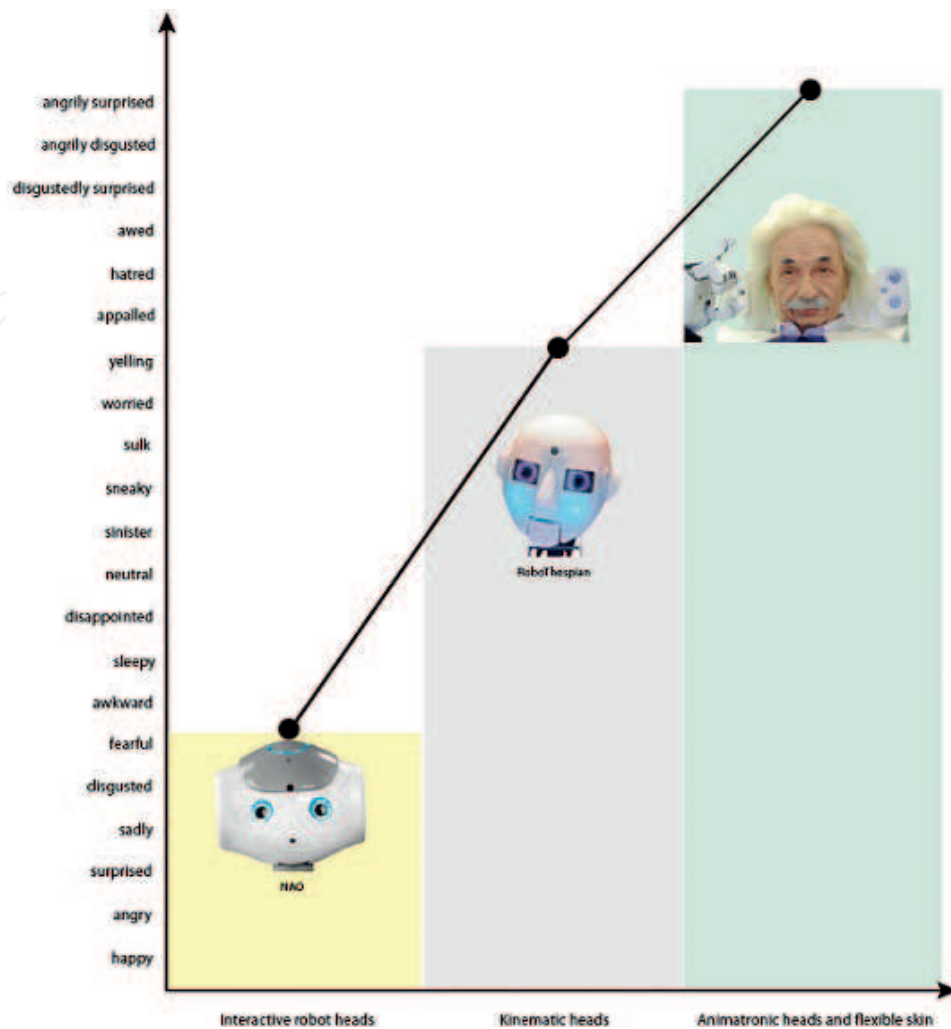 angrily surprised
angrily disgusted
disgustedly surprised
awed
hatred
appalled
yelling
worried
sulk
sneaky
sinister
neutral
disappointed
sleepy
awkward
fearful
disgusted
sadly
surprised
angry
happy
RoboThespian
NAO
Interactive robot heads
Kinematic heads
Animatronic heads and flexible skin